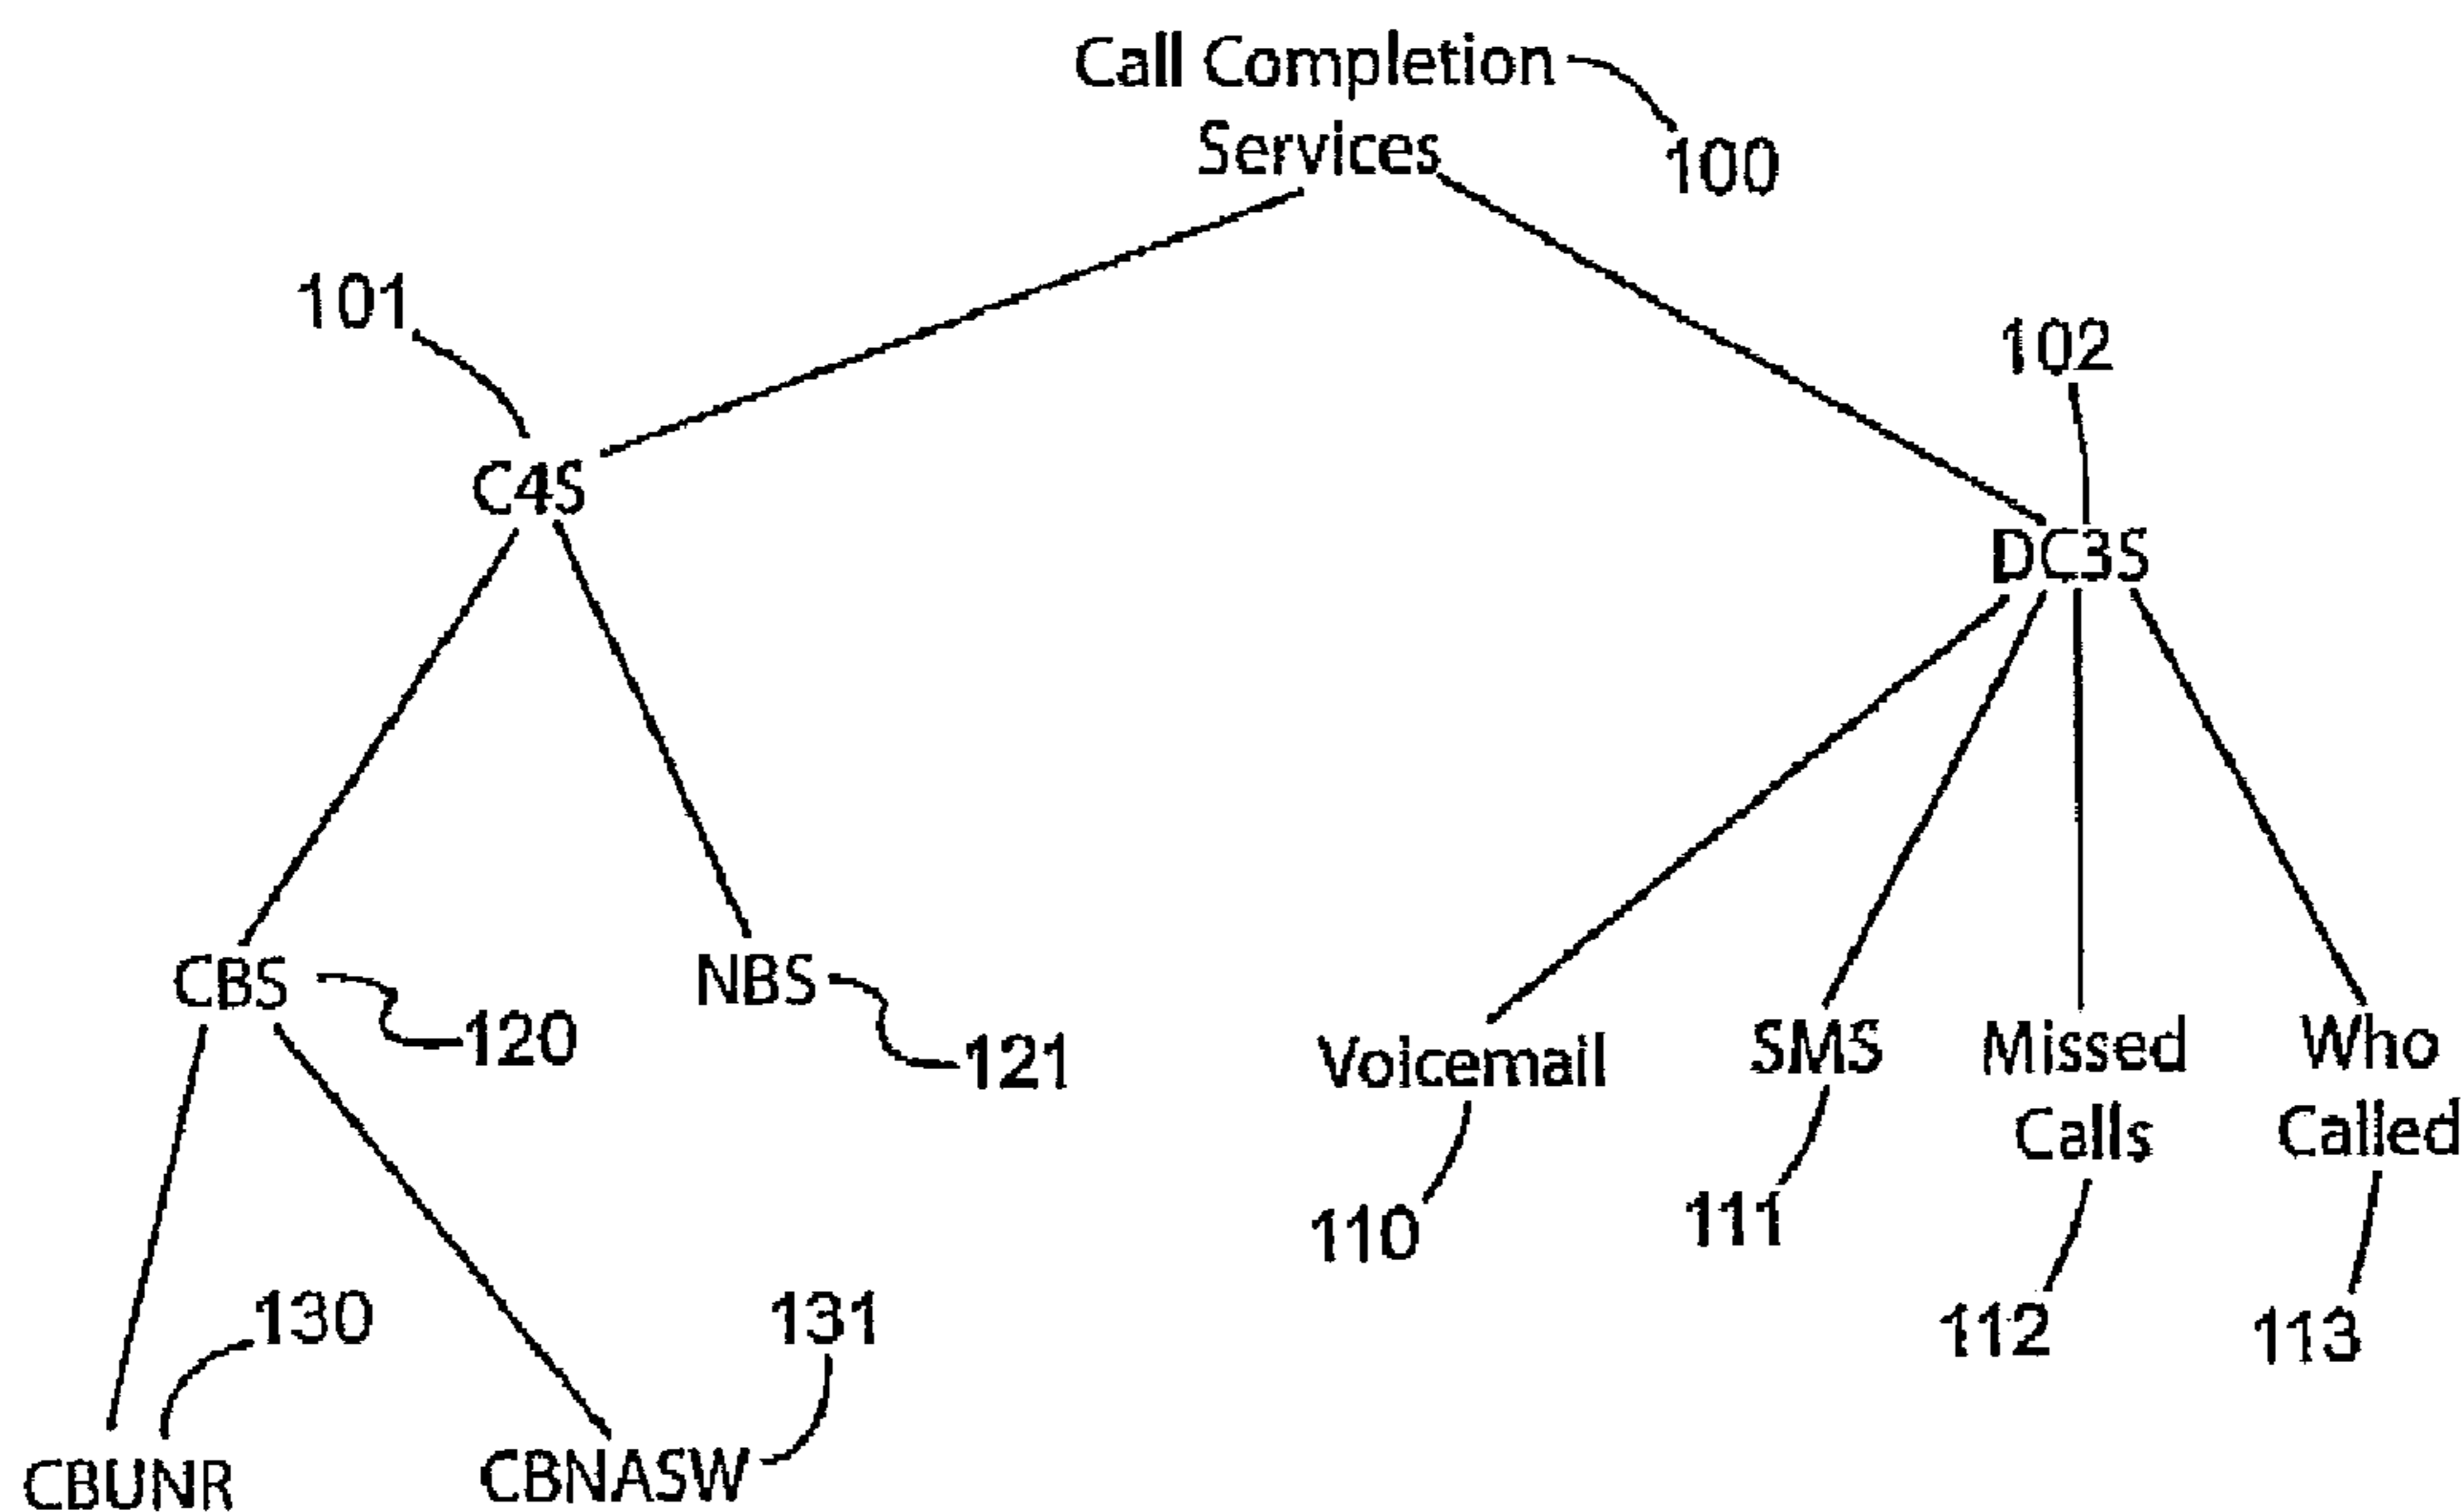 Call Completion
Services
100
101
102
C4S
DC3S
CBS
120
NBS
121
Voicemail
SMS
Missed
Calls
Who
Called
110
111
112
113
130
131
CBUNR
CBNASW